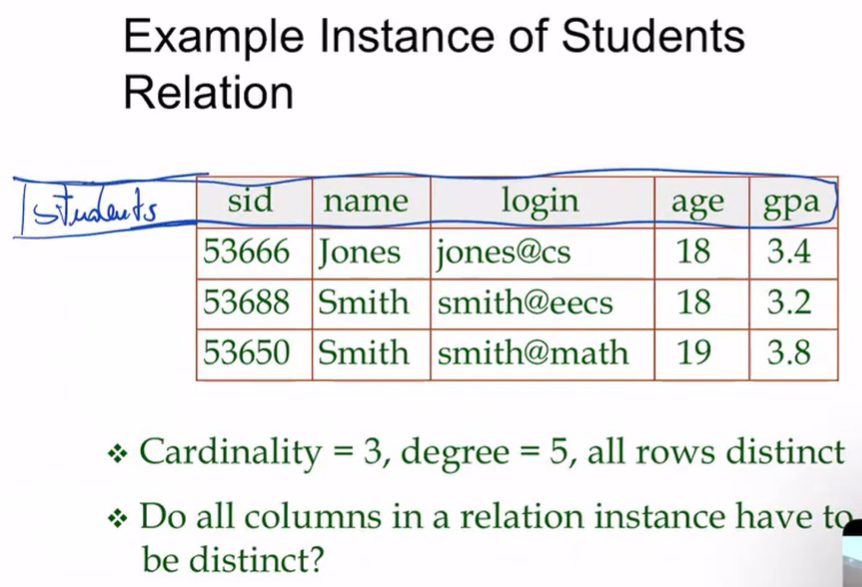 Example Instance of Students
Relation
students sid name login age gpa
53666 Jones jones@cs 18 3.4
53688 Smith smith@eecs 18 3.2
53650 Smith smith@math 19 3.8
❖ Cardinality = 3, degree = 5, all rows distinct
❖ Do all columns in a relation instance have to
be distinct?